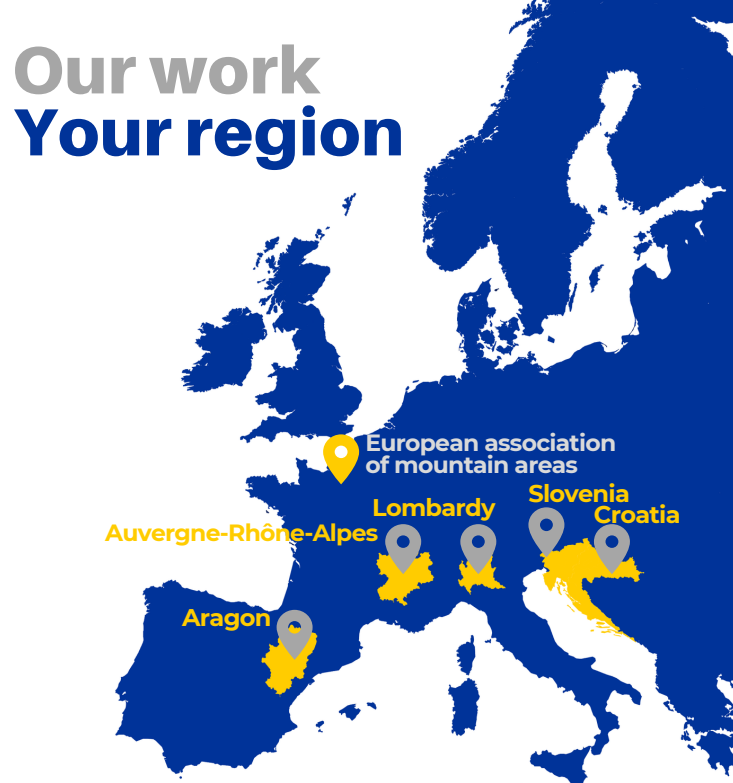 Our work
Your region
European association
of mountain areas
Slovenia
Lombardy
Croatia
Auvergne-Rhône-Alpes
Aragon